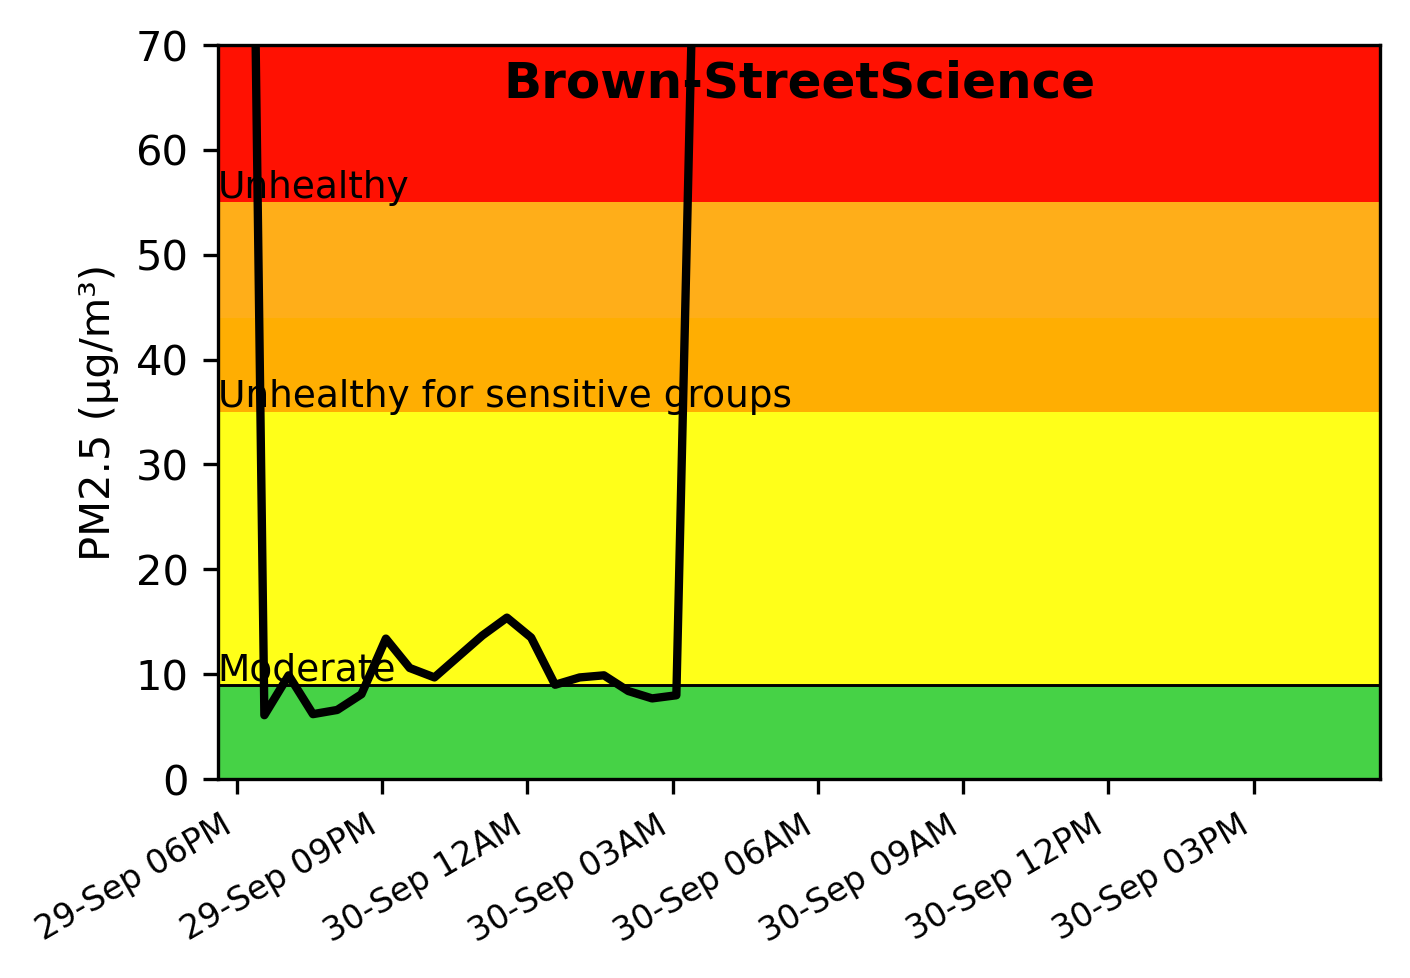 Brown-StreetScience
PM2.5 (µg/m³)
70
60
50
40
30
20
10
0
Unhealthy
Unhealthy for sensitive groups
Moderate
29-Sep 06PM
29-Sep 09PM
30-Sep 12AM
30-Sep 03AM
30-Sep 06AM
30-Sep 09AM
30-Sep 12PM
30-Sep 03PM